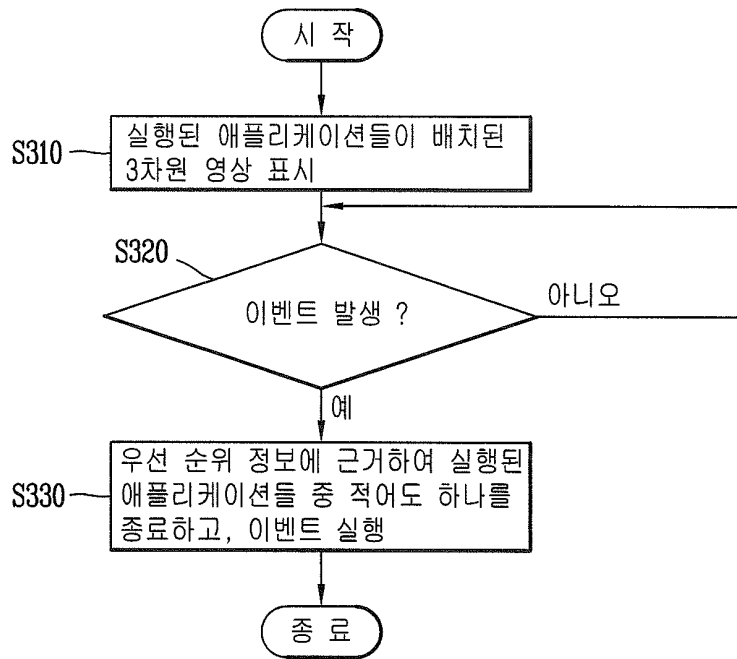 시 작
S310
실행된 애플리케이션들이 배치된
3차원 영상 표시
S320
이벤트 발생 ?
아니오
예
S330
우선 순위 정보에 근거하여 실행된
애플리케이션들 중 적어도 하나를
종료하고, 이벤트 실행
종 료